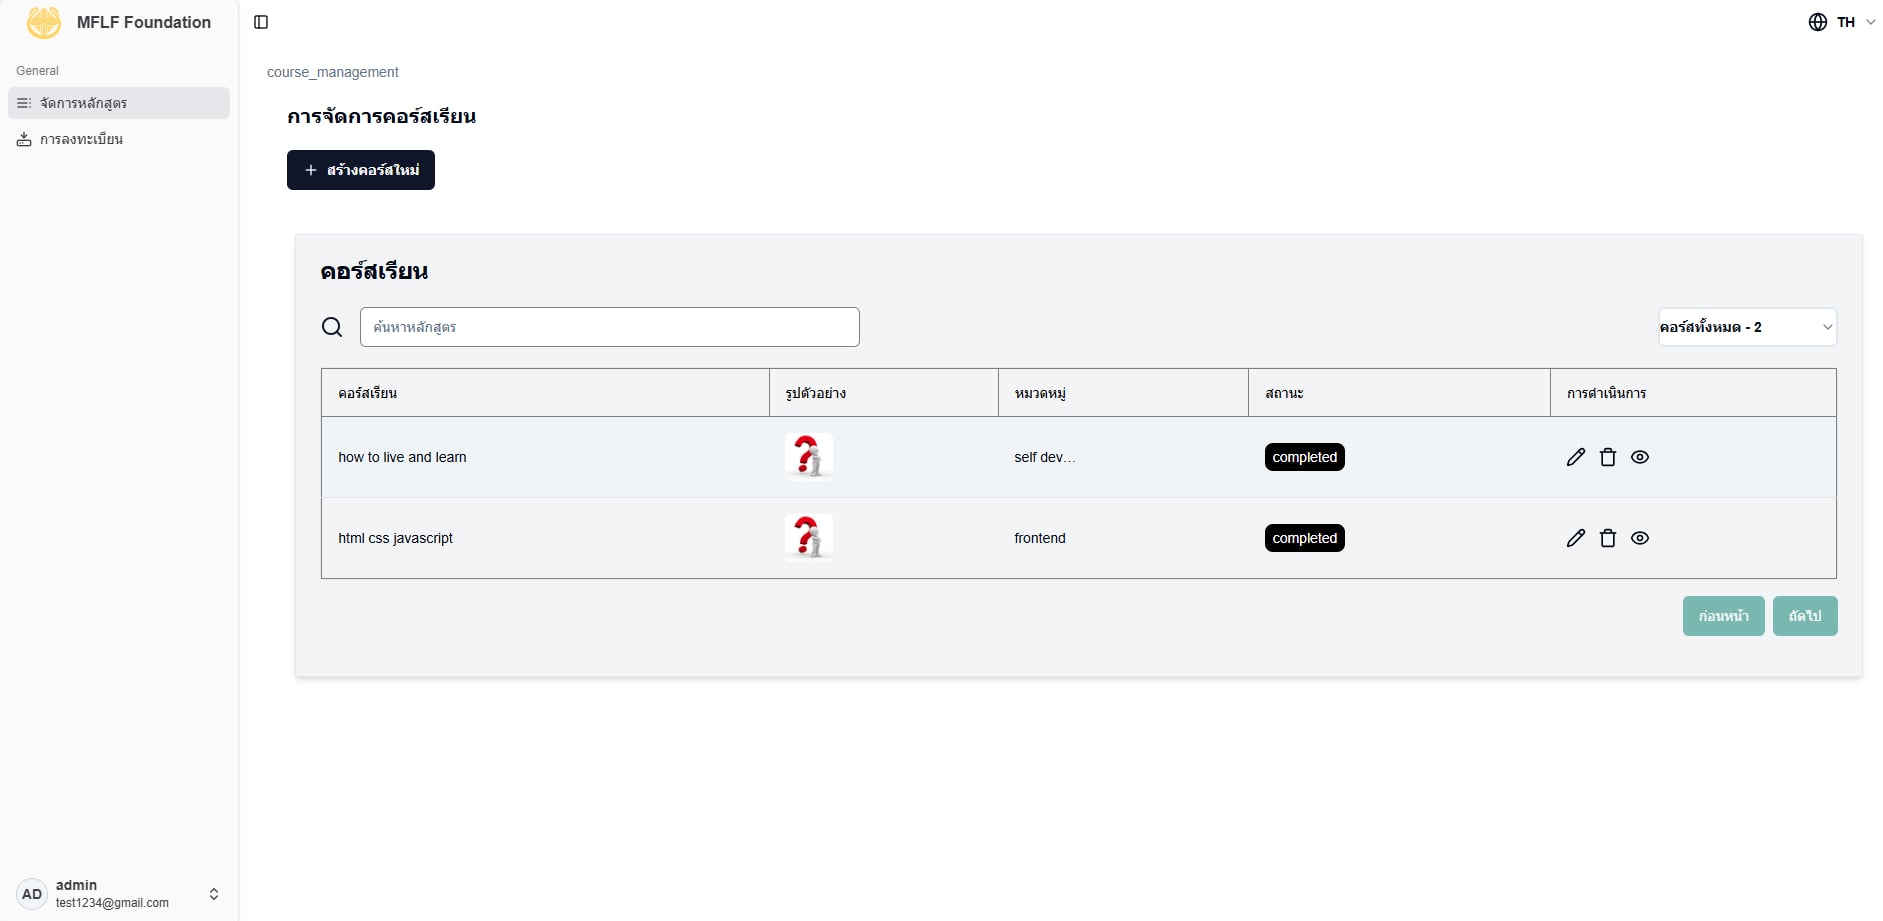 MFLF Foundation
TH
General
จัดการหลักสูตร
การลงทะเบียน
course_management
การจัดการคอร์สเรียน
สร้างคอร์สใหม่
คอร์สเรียน
ค้นหาหลักสูตร
คอร์สทั้งหมด - 2
คอร์สเรียน รูปตัวอย่าง หมวดหมู่ สถานะ การดำเนินการ
how to live and learn self dev… completed
html css javascript frontend completed
ก่อนหน้า ถัดไป
AD admin
test1234@gmail.com